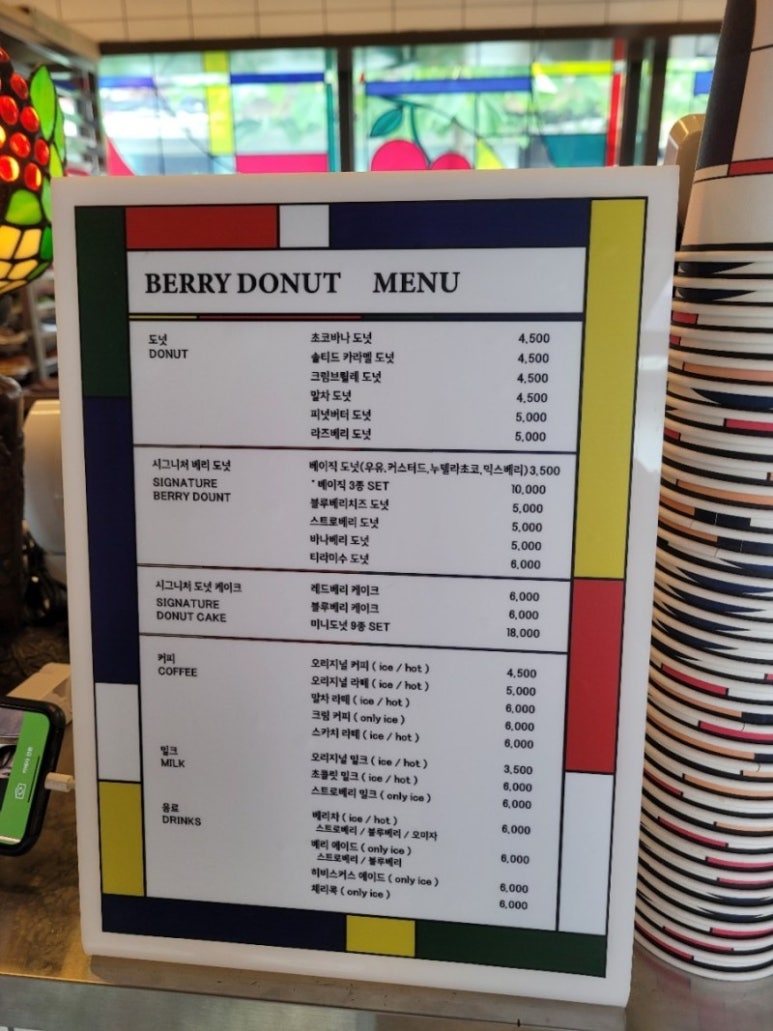 BERRY DONUT MENU
도넛
DONUT
초코바나 도넛 4,500
솔티드 카라멜 도넛 4,500
크림브륄레 도넛 4,500
말차 도넛 4,500
피넛버터 도넛 5,000
라즈베리 도넛 5,000
시그니처 베리 도넛
SIGNATURE
BERRY DOUNT
베이직 도넛(우유,커스터드,누텔라초코,믹스베리) 3,500
* 베이직 3종 SET 10,000
블루베리치즈 도넛 5,000
스트로베리 도넛 5,000
바나베리 도넛 5,000
티라미수 도넛 6,000
시그니처 도넛 케이크
SIGNATURE
DONUT CAKE
레드베리 케이크 6,000
블루베리 케이크 6,000
미니도넛 9종 SET 18,000
커피
COFFEE
오리지널 커피 ( ice / hot ) 4,500
오리지널 라떼 ( ice / hot ) 5,000
말차 라떼 ( ice / hot ) 6,000
크림 커피 ( only ice ) 6,000
스카치 라떼 ( ice / hot ) 6,000
밀크
MILK
오리지널 밀크 ( ice / hot ) 3,500
초콜릿 밀크 ( ice / hot ) 6,000
스트로베리 밀크 ( only ice ) 6,000
음료
DRINKS
베리차 ( ice / hot ) 6,000
스트로베리 / 블루베리 / 오미자
베리 에이드 ( only ice ) 6,000
스트로베리 / 블루베리
히비스커스 에이드 ( only ice ) 6,000
체리콕 ( only ice ) 6,000